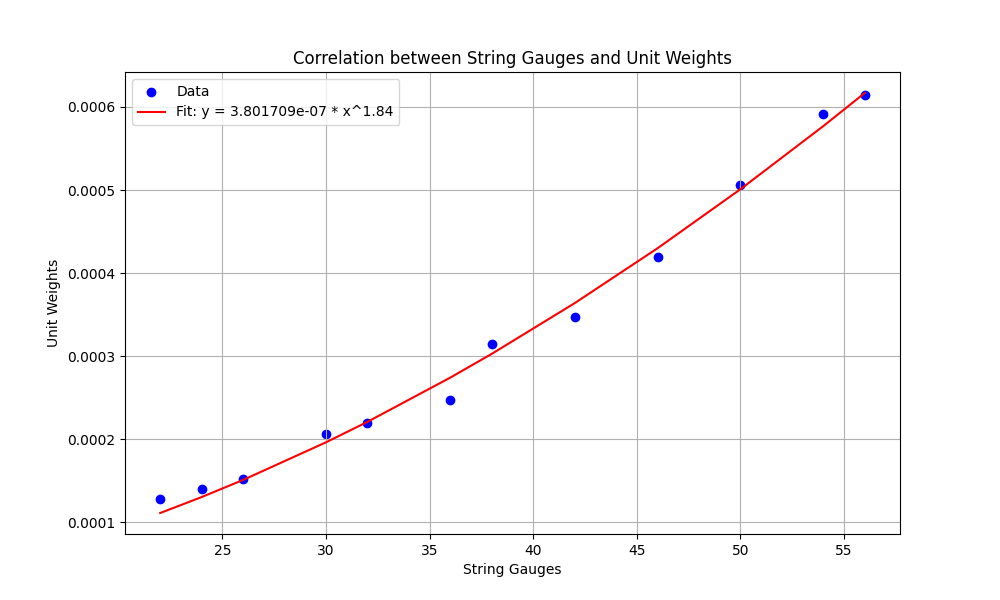 Correlation between String Gauges and Unit Weights
Data
Fit: y = 3.801709e-07 * x^1.84
0.0006
0.0005
0.0004
0.0003
0.0002
0.0001
Unit Weights
25 30 35 40 45 50 55
String Gauges